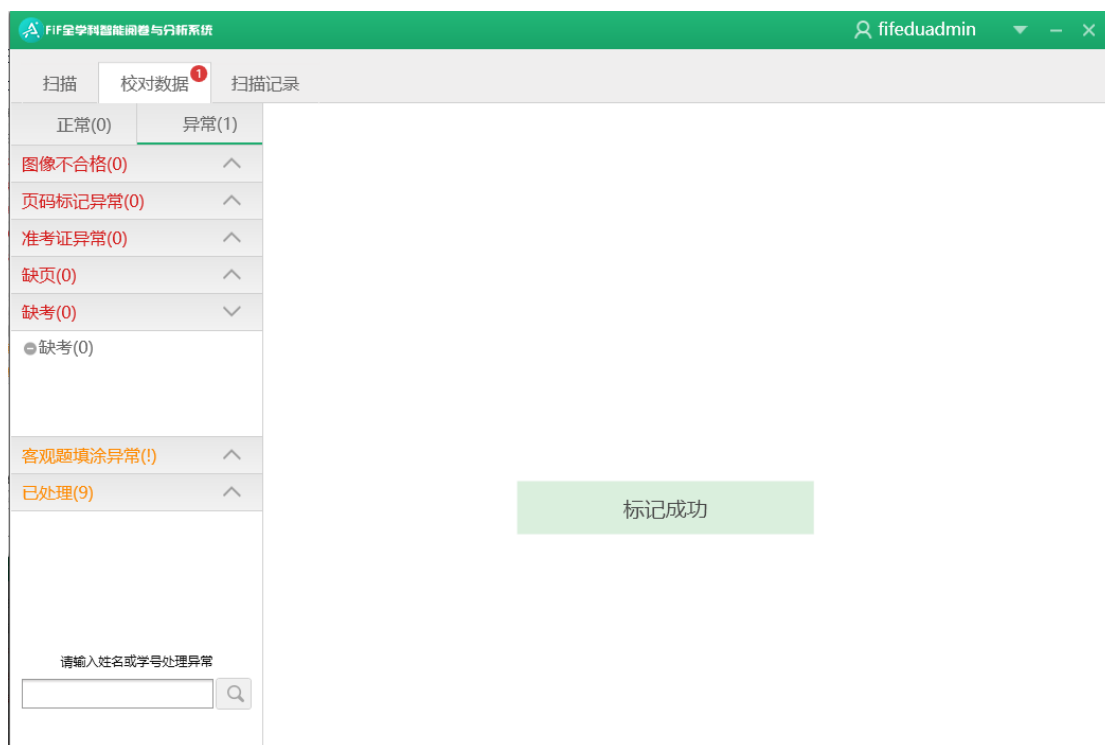 FiF全学科智能阅卷与分析系统 fifeduadmin
扫描 校对数据 1 扫描记录
正常(0) 异常(1)
图像不合格(0)
页码标记异常(0)
准考证异常(0)
缺页(0)
缺考(0)
缺考(0)
客观题填涂异常(!)
已处理(9)
标记成功
请输入姓名或学号处理异常